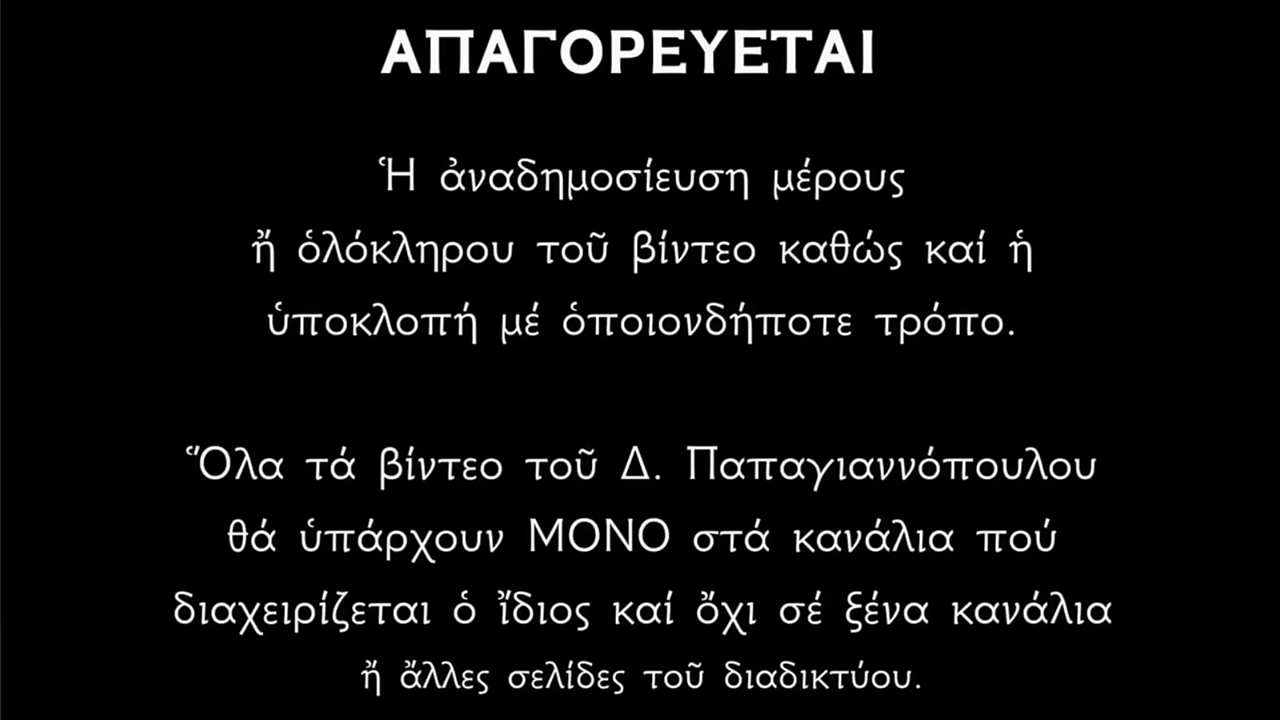 ΑΠΑΓΟΡΕΥΕΤΑΙ
Ἡ ἀναδημοσίευση μέρους
ἤ ὁλόκληρου τοῦ βίντεο καθώς καί ἡ
ὑποκλοπή μέ ὁποιονδήποτε τρόπο.
Ὅλα τά βίντεο τοῦ Δ. Παπαγιαννόπουλου
θά ὑπάρχουν ΜΟΝΟ στά κανάλια πού
διαχειρίζεται ὁ ἴδιος καί ὄχι σέ ξένα κανάλια
ἤ ἄλλες σελίδες τοῦ διαδικτύου.